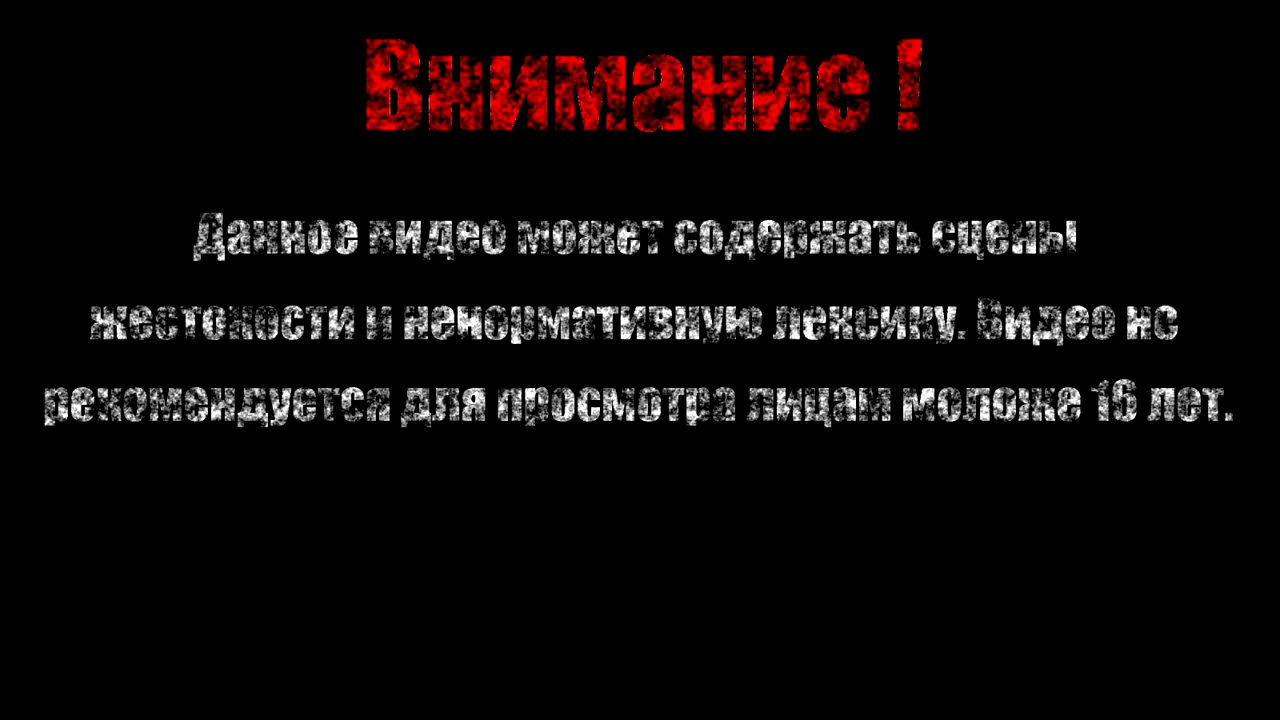 Внимание !
Данное видео может содержать сцены
жестокости и ненормативную лексику. Видео не
рекомендуется для просмотра лицам моложе 16 лет.